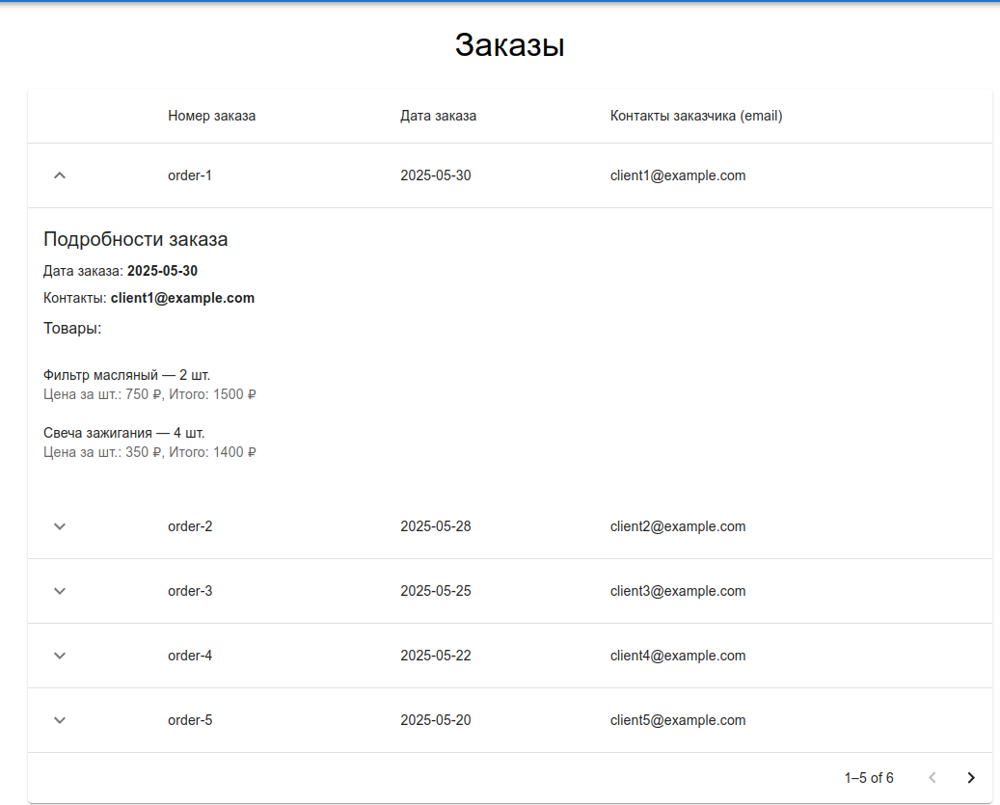 Заказы
Номер заказа Дата заказа Контакты заказчика (email)
order-1 2025-05-30 client1@example.com
Подробности заказа
Дата заказа: 2025-05-30
Контакты: client1@example.com
Товары:
Фильтр масляный — 2 шт.
Цена за шт.: 750 ₽, Итого: 1500 ₽
Свеча зажигания — 4 шт.
Цена за шт.: 350 ₽, Итого: 1400 ₽
order-2 2025-05-28 client2@example.com
order-3 2025-05-25 client3@example.com
order-4 2025-05-22 client4@example.com
order-5 2025-05-20 client5@example.com
1–5 of 6